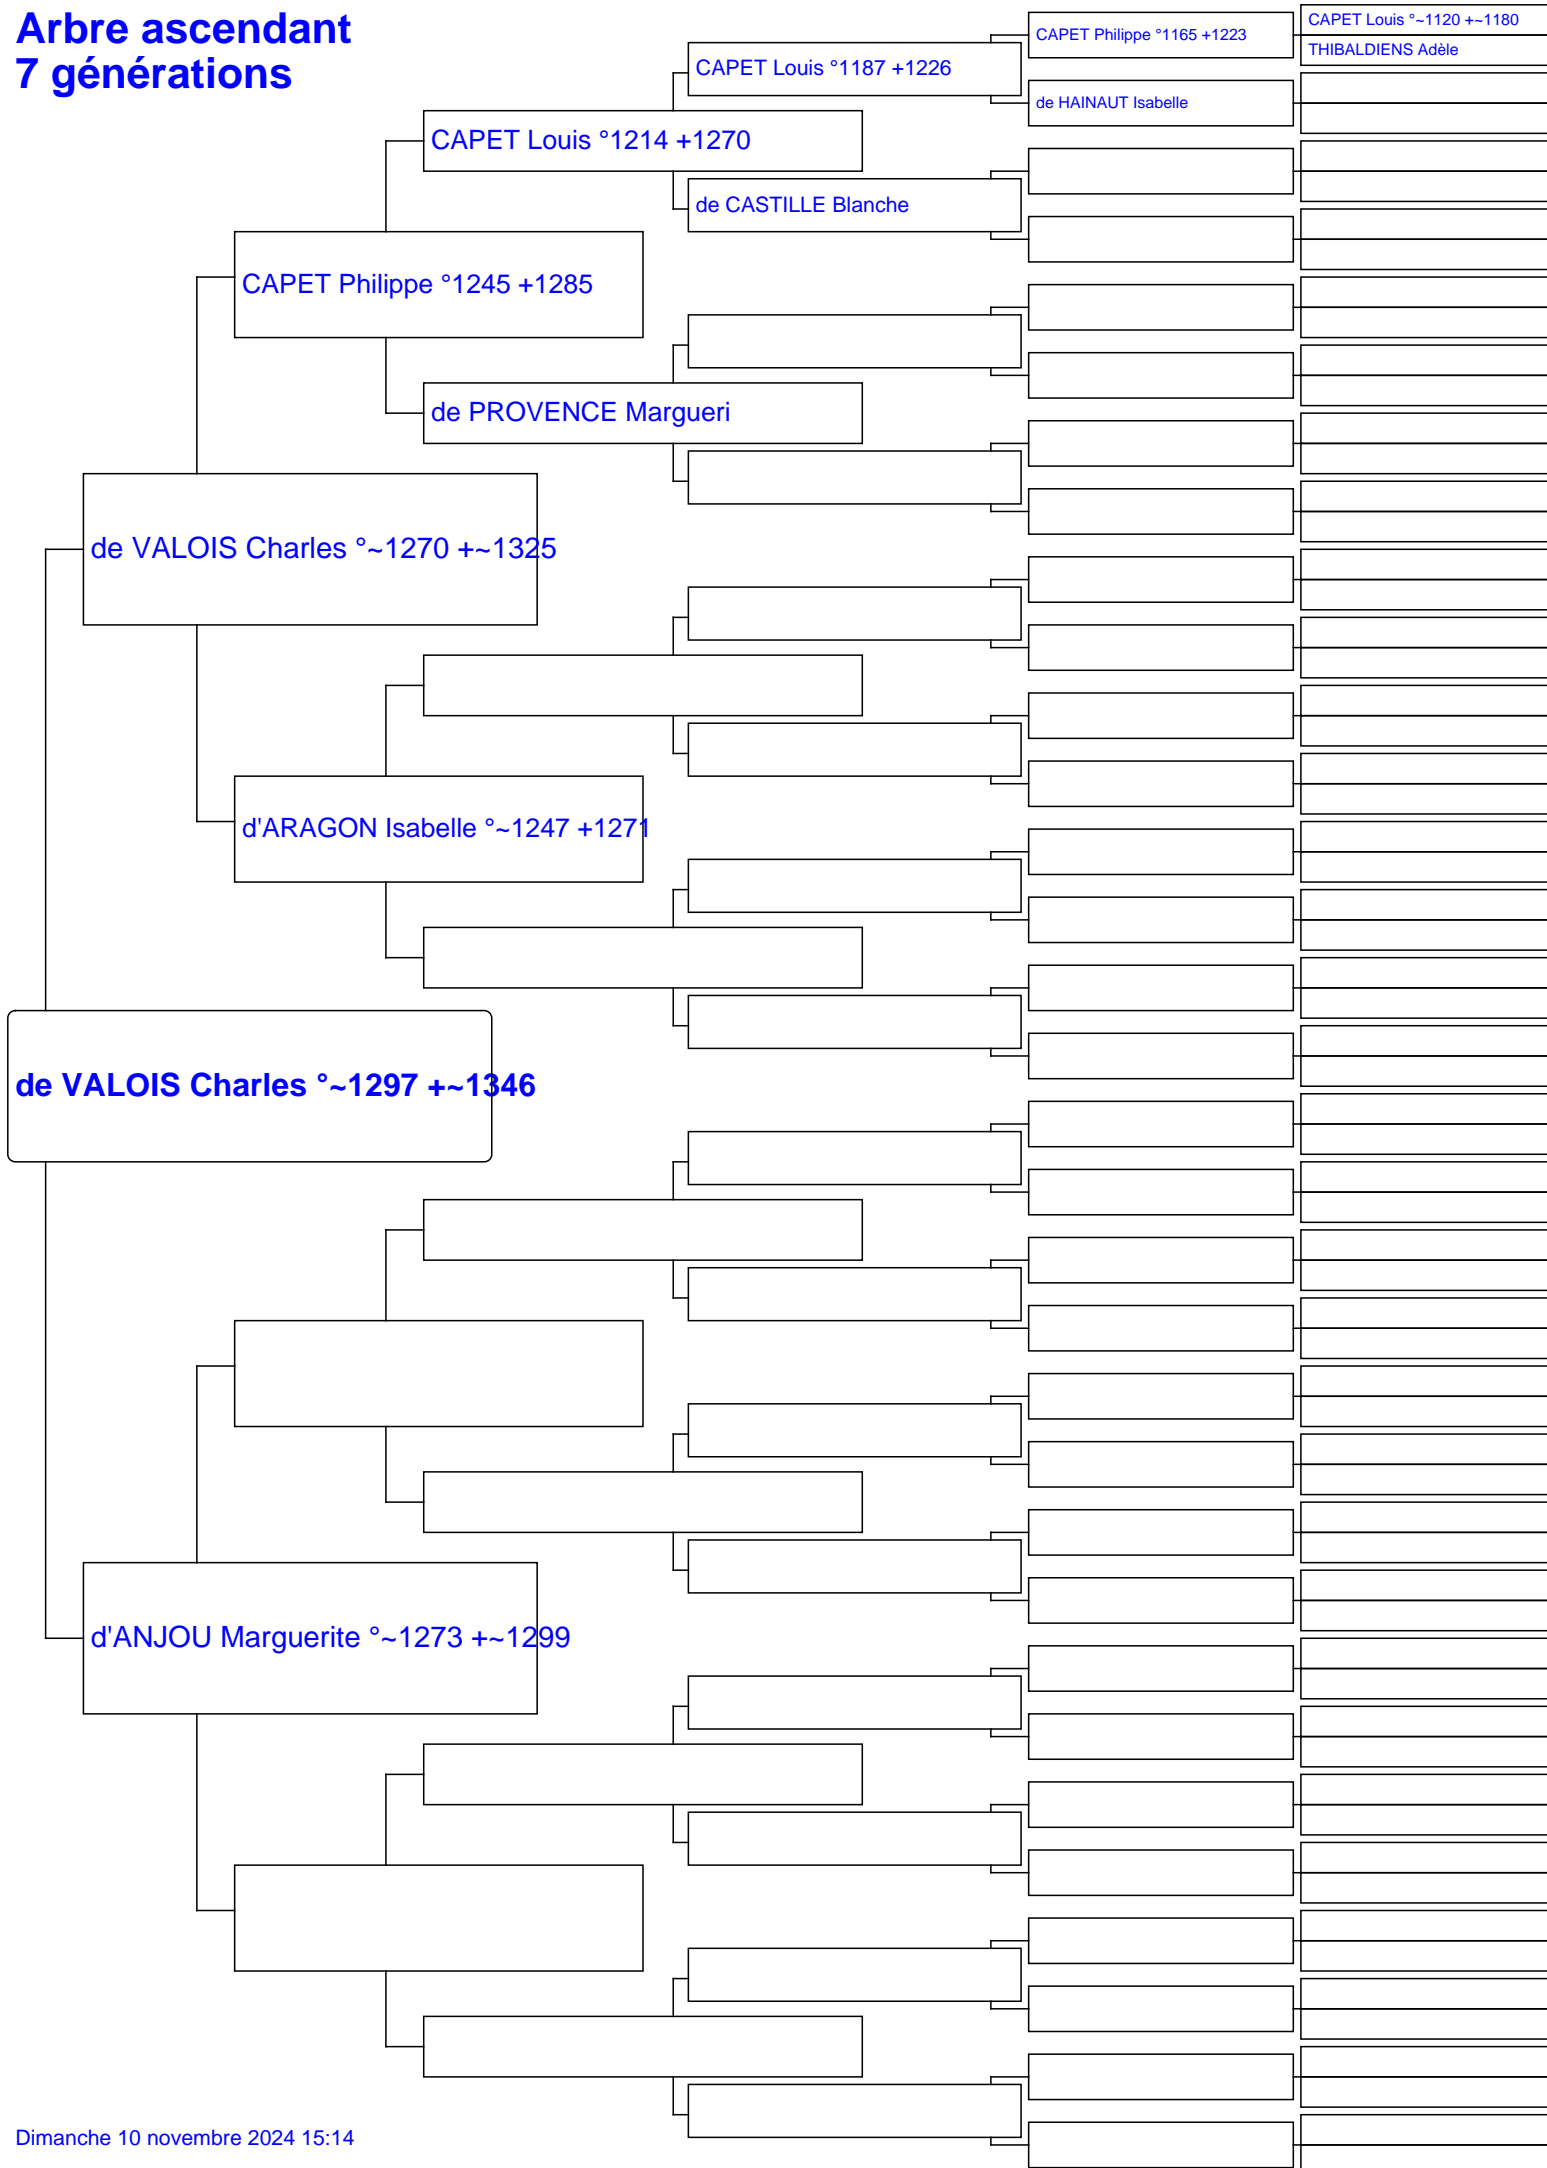 Arbre ascendant
7 générations
CAPET Louis °~1120 +~1180
CAPET Philippe °1165 +1223
THIBALDIENS Adèle
CAPET Louis °1187 +1226
de HAINAUT Isabelle
CAPET Louis °1214 +1270
de CASTILLE Blanche
CAPET Philippe °1245 +1285
de PROVENCE Margueri
de VALOIS Charles °~1270 +~1325
d'ARAGON Isabelle °~1247 +1271
de VALOIS Charles °~1297 +~1346
d'ANJOU Marguerite °~1273 +~1299
Dimanche 10 novembre 2024 15:14